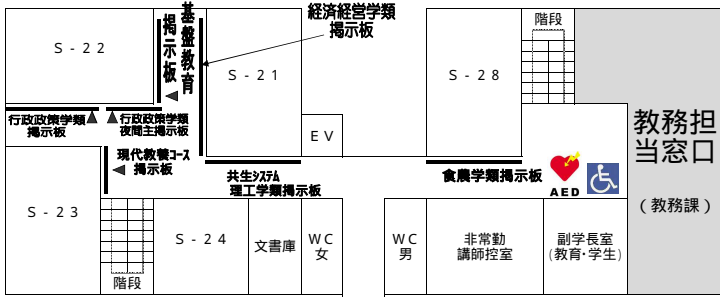 S-22
基盤教育
掲示板
経済経営学類
掲示板
階段
S-21
S-28
行政政策学類
掲示板
行政政策学類
夜間主掲示板
EV
教務担
当窓口
現代教養コース
掲示板
共生システム
理工学類掲示板
食農学類掲示板
AED
(教務課)
S-23
階段
S-24
文書庫
WC
女
WC
男
非常勤
講師控室
副学長室
(教育・学生)